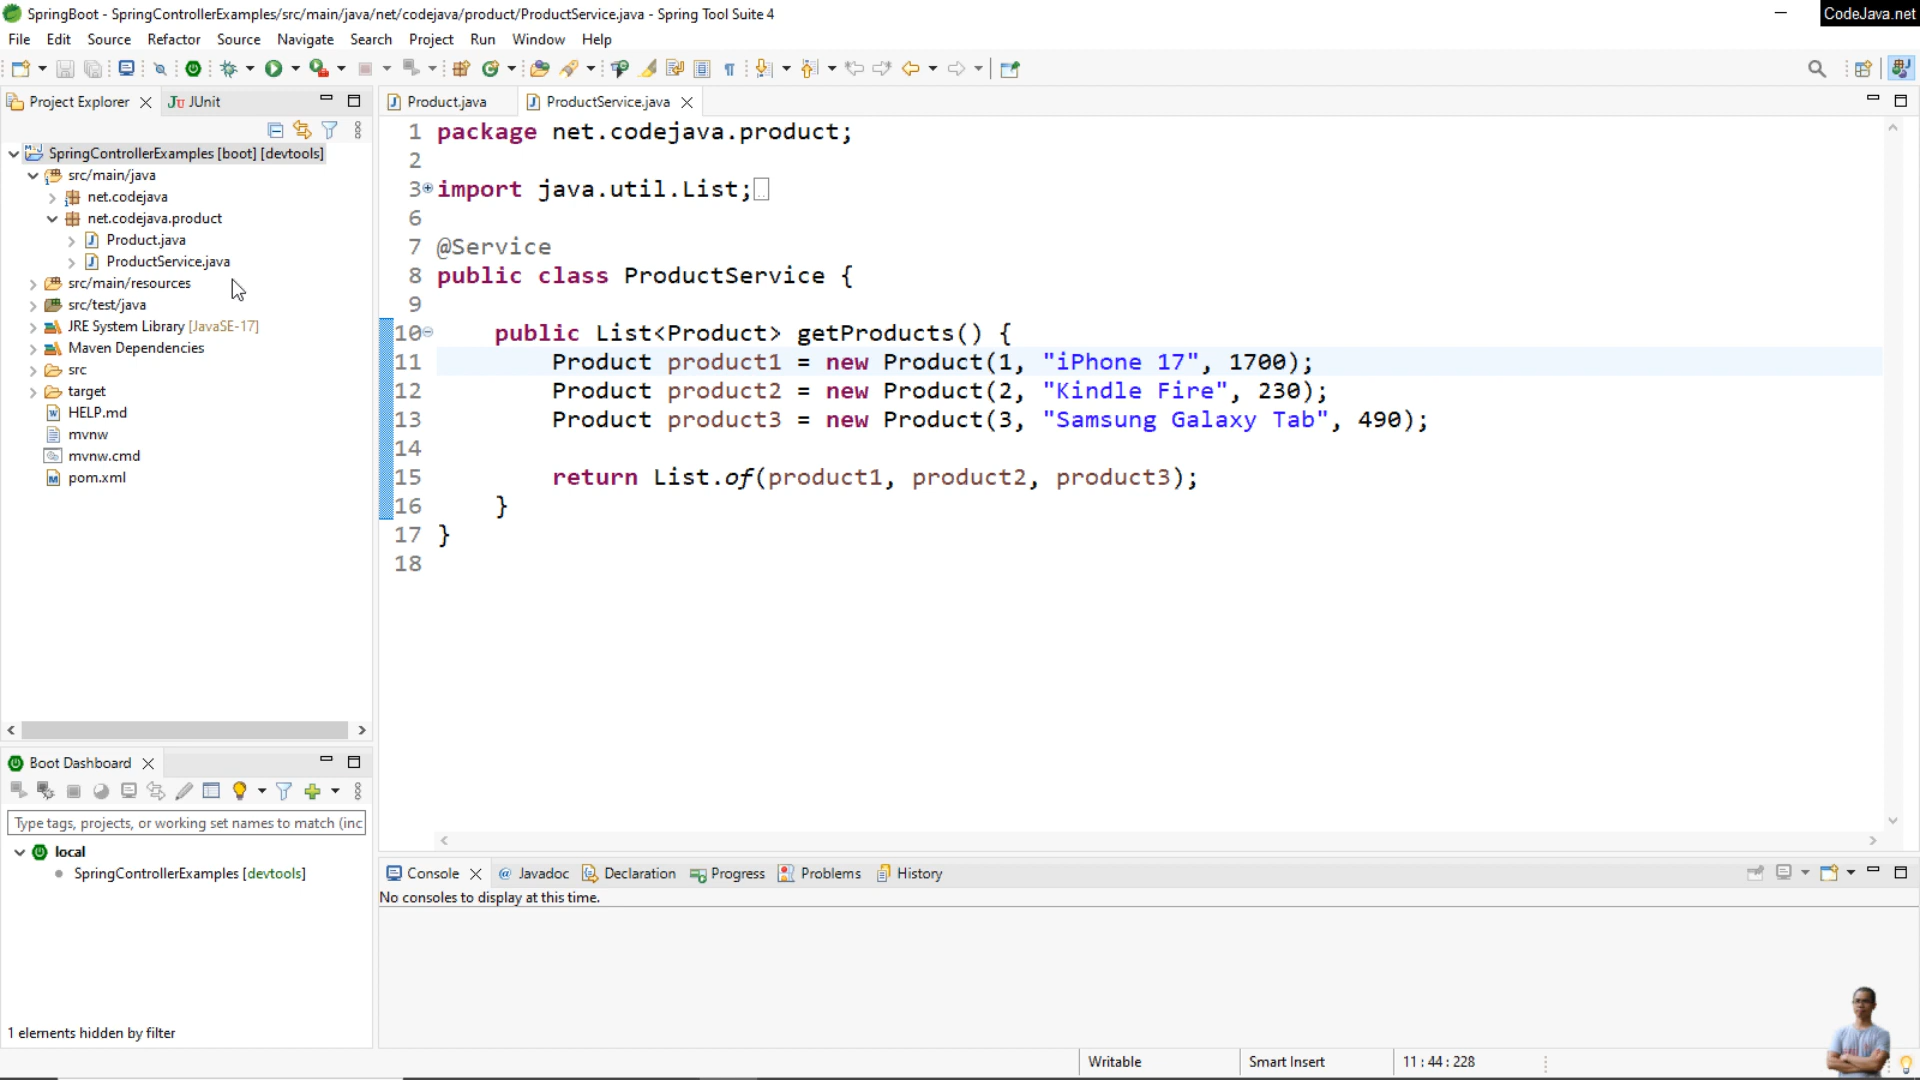 SpringBoot - SpringControllerExamples/src/main/java/net/codejava/product/ProductService.java - Spring Tool Suite 4
CodeJava.net
File Edit Source Refactor Source Navigate Search Project Run Window Help
Project Explorer
JUnit
Product.java
ProductService.java
SpringControllerExamples [boot] [devtools]
src/main/java
net.codejava
net.codejava.product
Product.java
ProductService.java
src/main/resources
src/test/java
JRE System Library [JavaSE-17]
Maven Dependencies
src
target
HELP.md
mvnw
mvnw.cmd
pom.xml
1 package net.codejava.product;
2
3 import java.util.List;
6
7 @Service
8 public class ProductService {
9
10 public List<Product> getProducts() {
11 Product product1 = new Product(1, "iPhone 17", 1700);
12 Product product2 = new Product(2, "Kindle Fire", 230);
13 Product product3 = new Product(3, "Samsung Galaxy Tab", 490);
14
15 return List.of(product1, product2, product3);
16 }
17 }
18
Boot Dashboard
Type tags, projects, or working set names to match (inc
local
SpringControllerExamples [devtools]
1 elements hidden by filter
Console @ Javadoc Declaration Progress Problems History
No consoles to display at this time.
Writable
Smart Insert
11 : 44 : 228